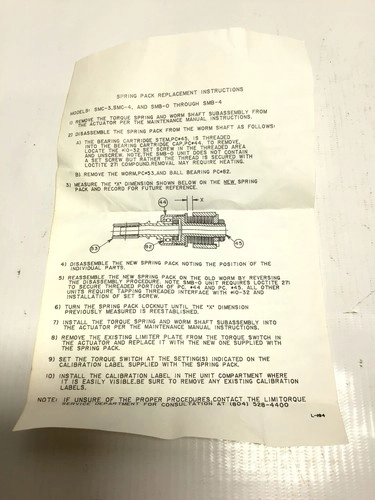 SPRING PACK REPLACEMENT INSTRUCTIONS
MODELS: SMC-3,SMC-4, AND SMB-0 THROUGH SMB-4
1) REMOVE THE TORQUE SPRING AND WORM SHAFT SUBASSEMBLY FROM
THE ACTUATOR PER THE MAINTENANCE MANUAL INSTRUCTIONS.
2) DISASSEMBLE THE SPRING PACK FROM THE WORM SHAFT AS FOLLOWS:
A) THE BEARING CARTRIDGE STEM,PC#45, IS THREADED
INTO THE BEARING CARTRIDGE CAP,PC#44. TO REMOVE,
LOCATE THE #0-32 SET SCREW IN THE THREADED AREA
AND UNSCREW. NOTE,THE SMB-0 UNIT DOES NOT CONTAIN
A SET SCREW BUT RATHER THE THREAD IS SECURED WITH
LOCTITE 271 COMPOUND.REMOVAL MAY REQUIRE HEATING.
B) REMOVE THE WORM,PC#53,AND BALL BEARING PC#82.
3) MEASURE THE "X" DIMENSION SHOWN BELOW ON THE NEW SPRING
PACK AND RECORD FOR FUTURE REFERENCE.
44
X
53
82
45
4) DISASSEMBLE THE NEW SPRING PACK NOTING THE POSITION OF THE
INDIVIDUAL PARTS.
5) REASSEMBLE THE NEW SPRING PACK ON THE OLD WORM BY REVERSING
THE DISASSEMBLY PROCEDURE. NOTE SMB-0 UNIT REQUIRES LOCTITE 271
TO SECURE THREADED PORTION OF PC. #44 AND PC. #45. ALL OTHER
UNITS REQUIRE TAPPING THREADED INTERFACE WITH #0-32 AND
INSTALLATION OF SET SCREW.
6) TURN THE SPRING PACK LOCKNUT UNTIL THE "X" DIMENSION
PREVIOUSLY MEASURED IS REESTABLISHED.
7) INSTALL THE TORQUE SPRING AND WORM SHAFT SUBASSEMBLY INTO
THE ACTUATOR PER THE MAINTENANCE MANUAL INSTRUCTIONS.
8) REMOVE THE EXISTING LIMITER PLATE FROM THE TORQUE SWITCH IN
THE ACTUATOR AND REPLACE IT WITH THE NEW ONE SUPPLIED WITH
THE SPRING PACK.
9) SET THE TORQUE SWITCH AT THE SETTING(S) INDICATED ON THE
CALIBRATION LABEL SUPPLIED WITH THE SPRING PACK.
10) INSTALL THE CALIBRATION LABEL IN THE UNIT COMPARTMENT WHERE
IT IS EASILY VISIBLE.BE SURE TO REMOVE ANY EXISTING CALIBRATION
LABELS.
NOTE: IF UNSURE OF THE PROPER PROCEDURES,CONTACT THE LIMITORQUE
SERVICE DEPARTMENT FOR CONSULTATION AT (804) 528-4400
L-194